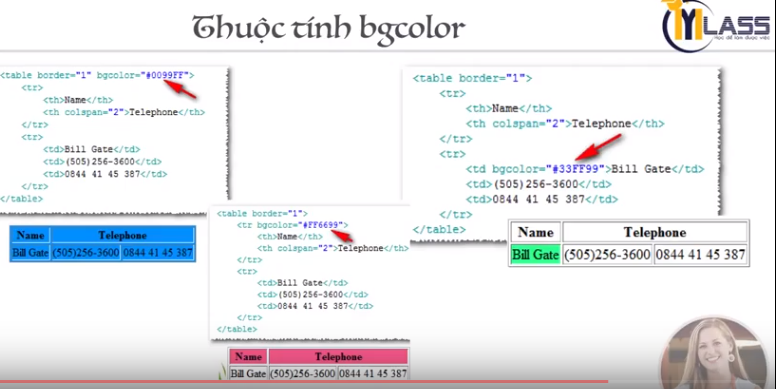 Thuộc tính bgcolor
MYCLASS
Học để làm được việc
<table border="1" bgcolor="#0099FF">
<tr>
<th>Name</th>
<th colspan="2">Telephone</th>
</tr>
<tr>
<td>Bill Gate</td>
<td>(505)256-3600</td>
<td>0844 41 45 387</td>
</tr>
</table>
Name Telephone
Bill Gate (505)256-3600 0844 41 45 387
<table border="1">
<tr bgcolor="#FF6699">
<th>Name</th>
<th colspan="2">Telephone</th>
</tr>
<tr>
<td>Bill Gate</td>
<td>(505)256-3600</td>
<td>0844 41 45 387</td>
</tr>
</table>
Name Telephone
Bill Gate (505)256-3600 0844 41 45 387
<table border="1">
<tr>
<th>Name</th>
<th colspan="2">Telephone</th>
</tr>
<tr>
<td bgcolor="#33FF99">Bill Gate</td>
<td>(505)256-3600</td>
<td>0844 41 45 387</td>
</tr>
</table>
Name Telephone
Bill Gate (505)256-3600 0844 41 45 387